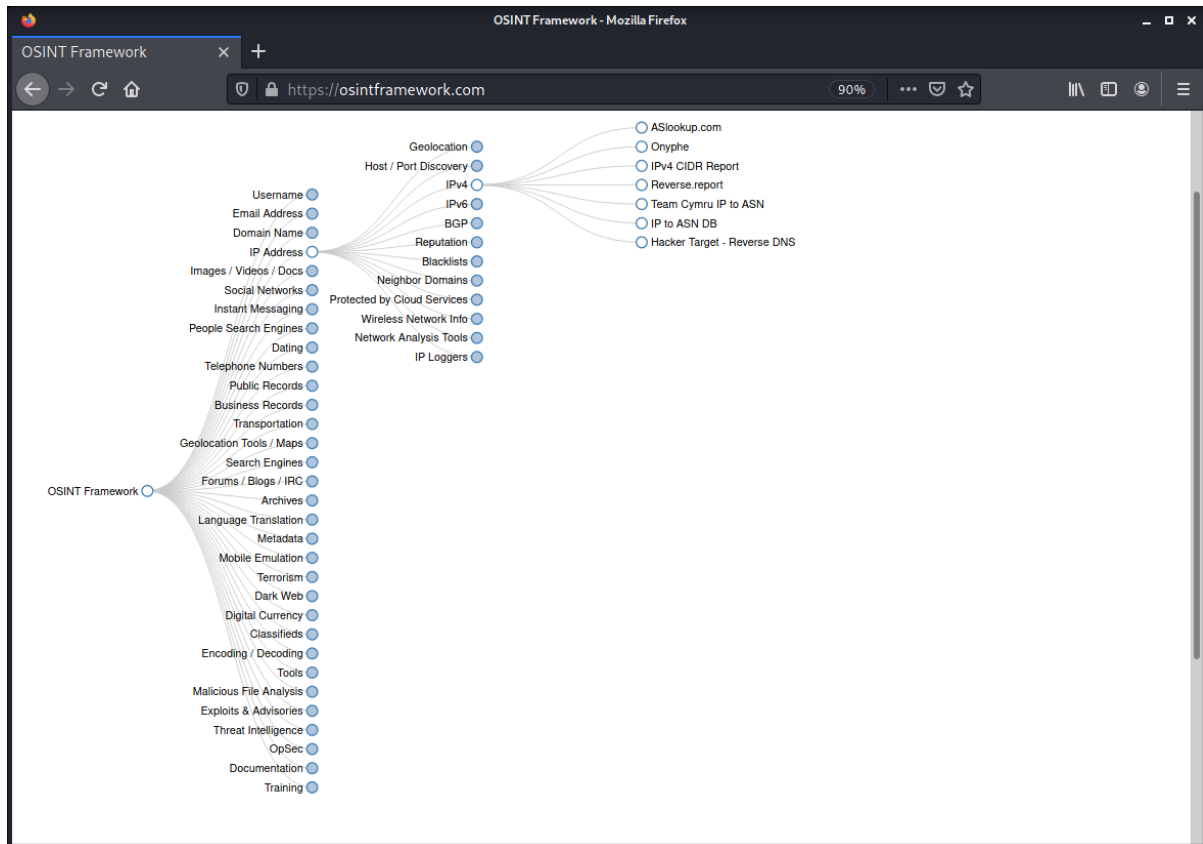 OSINT Framework - Mozilla Firefox
OSINT Framework
https://osintframework.com
90%
OSINT Framework
Username
Email Address
Domain Name
IP Address
Images / Videos / Docs
Social Networks
Instant Messaging
People Search Engines
Dating
Telephone Numbers
Public Records
Business Records
Transportation
Geolocation Tools / Maps
Search Engines
Forums / Blogs / IRC
Archives
Language Translation
Metadata
Mobile Emulation
Terrorism
Dark Web
Digital Currency
Classifieds
Encoding / Decoding
Tools
Malicious File Analysis
Exploits & Advisories
Threat Intelligence
OpSec
Documentation
Training
Geolocation
Host / Port Discovery
IPv4
IPv6
BGP
Reputation
Blacklists
Neighbor Domains
Protected by Cloud Services
Wireless Network Info
Network Analysis Tools
IP Loggers
ASlookup.com
Onyphe
IPv4 CIDR Report
Reverse.report
Team Cymru IP to ASN
IP to ASN DB
Hacker Target - Reverse DNS